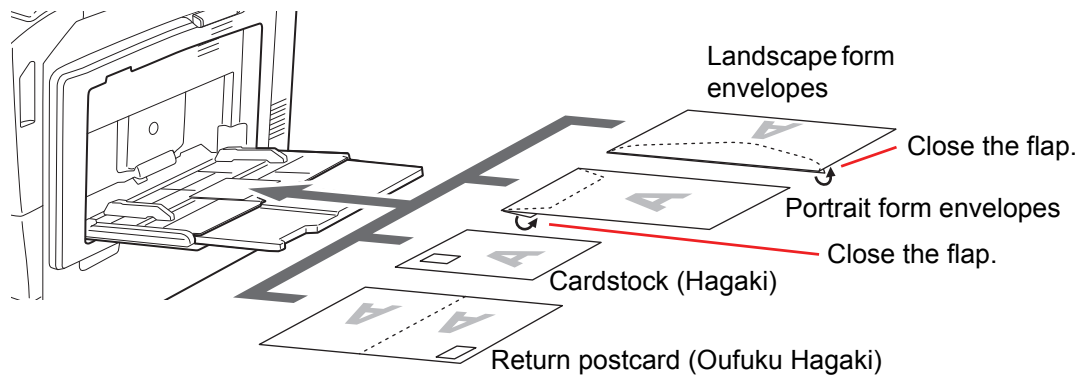 Landscape form
envelopes
A
Close the flap.
A
Portrait form envelopes
Close the flap.
A
Cardstock (Hagaki)
A
A
Return postcard (Oufuku Hagaki)